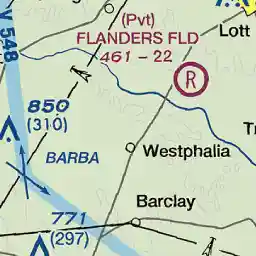 (Pvt)
FLANDERS FLD
461 - 22
Lott
V 548
R
850
(310)
BARBA
Westphalia
Tr
Barclay
771
(297)